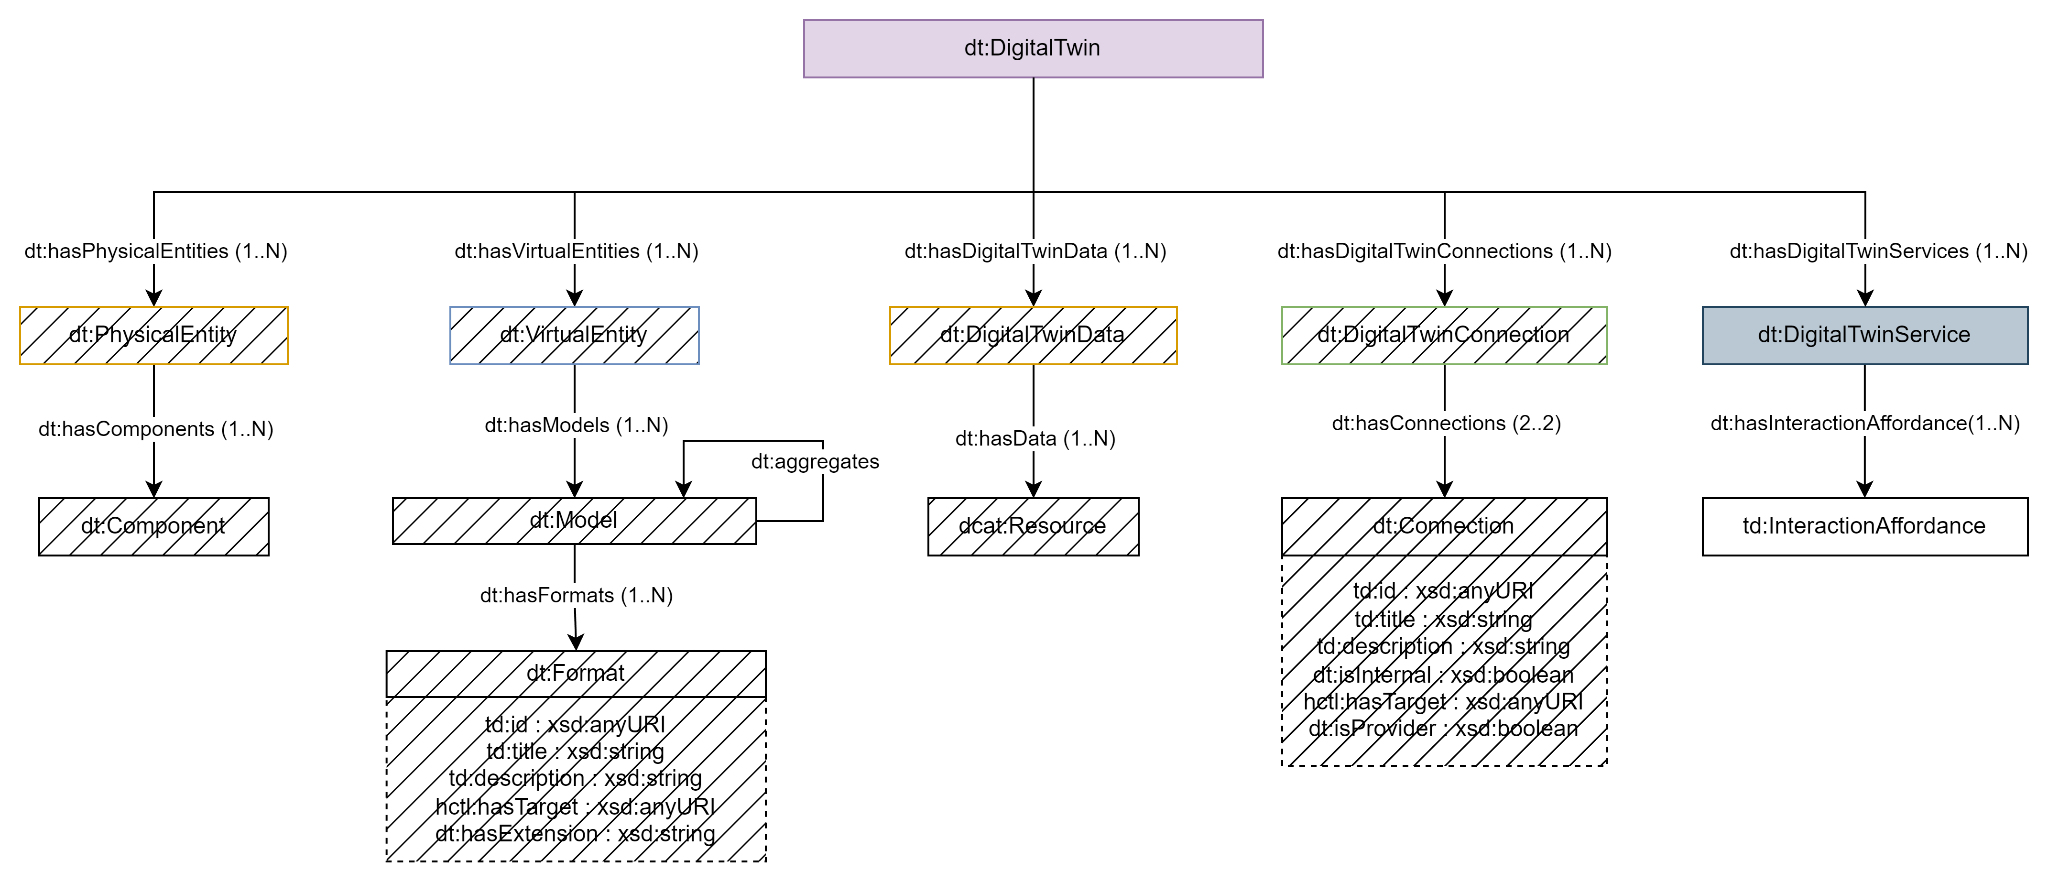 dt:DigitalTwin
dt:hasPhysicalEntities (1..N)
dt:hasVirtualEntities (1..N)
dt:hasDigitalTwinData (1..N)
dt:hasDigitalTwinConnections (1..N)
dt:hasDigitalTwinServices (1..N)
dt:PhysicalEntity
dt:VirtualEntity
dt:DigitalTwinData
dt:DigitalTwinConnection
dt:DigitalTwinService
dt:hasComponents (1..N)
dt:hasModels (1..N)
dt:aggregates
dt:hasData (1..N)
dt:hasConnections (2..2)
dt:hasInteractionAffordance(1..N)
dt:Component
dt:Model
dcat:Resource
dt:Connection
td:InteractionAffordance
dt:hasFormats (1..N)
dt:Format
td:id : xsd:anyURI
td:title : xsd:string
td:description : xsd:string
hctl:hasTarget : xsd:anyURI
dt:hasExtension : xsd:string
td:id : xsd:anyURI
td:title : xsd:string
td:description : xsd:string
dt:isInternal : xsd:boolean
hctl:hasTarget : xsd:anyURI
dt:isProvider : xsd:boolean